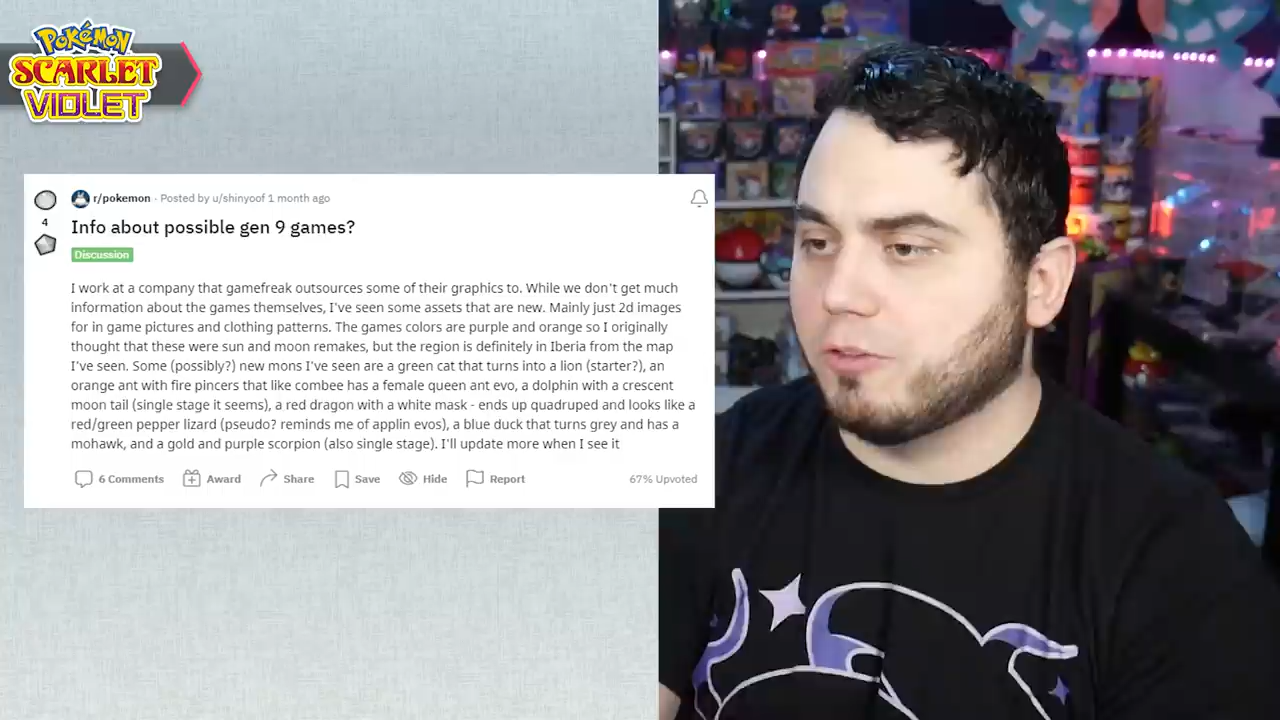 POKÉMON
SCARLET
VIOLET
r/pokemon · Posted by u/shinyoof 1 month ago
4
Info about possible gen 9 games?
Discussion
I work at a company that gamefreak outsources some of their graphics to. While we don't get much
information about the games themselves, I've seen some assets that are new. Mainly just 2d images
for in game pictures and clothing patterns. The games colors are purple and orange so I originally
thought that these were sun and moon remakes, but the region is definitely in Iberia from the map
I've seen. Some (possibly?) new mons I've seen are a green cat that turns into a lion (starter?), an
orange ant with fire pincers that like combee has a female queen ant evo, a dolphin with a crescent
moon tail (single stage it seems), a red dragon with a white mask - ends up quadruped and looks like a
red/green pepper lizard (pseudo? reminds me of applin evos), a blue duck that turns grey and has a
mohawk, and a gold and purple scorpion (also single stage). I'll update more when I see it
6 Comments Award Share Save Hide Report 67% Upvoted